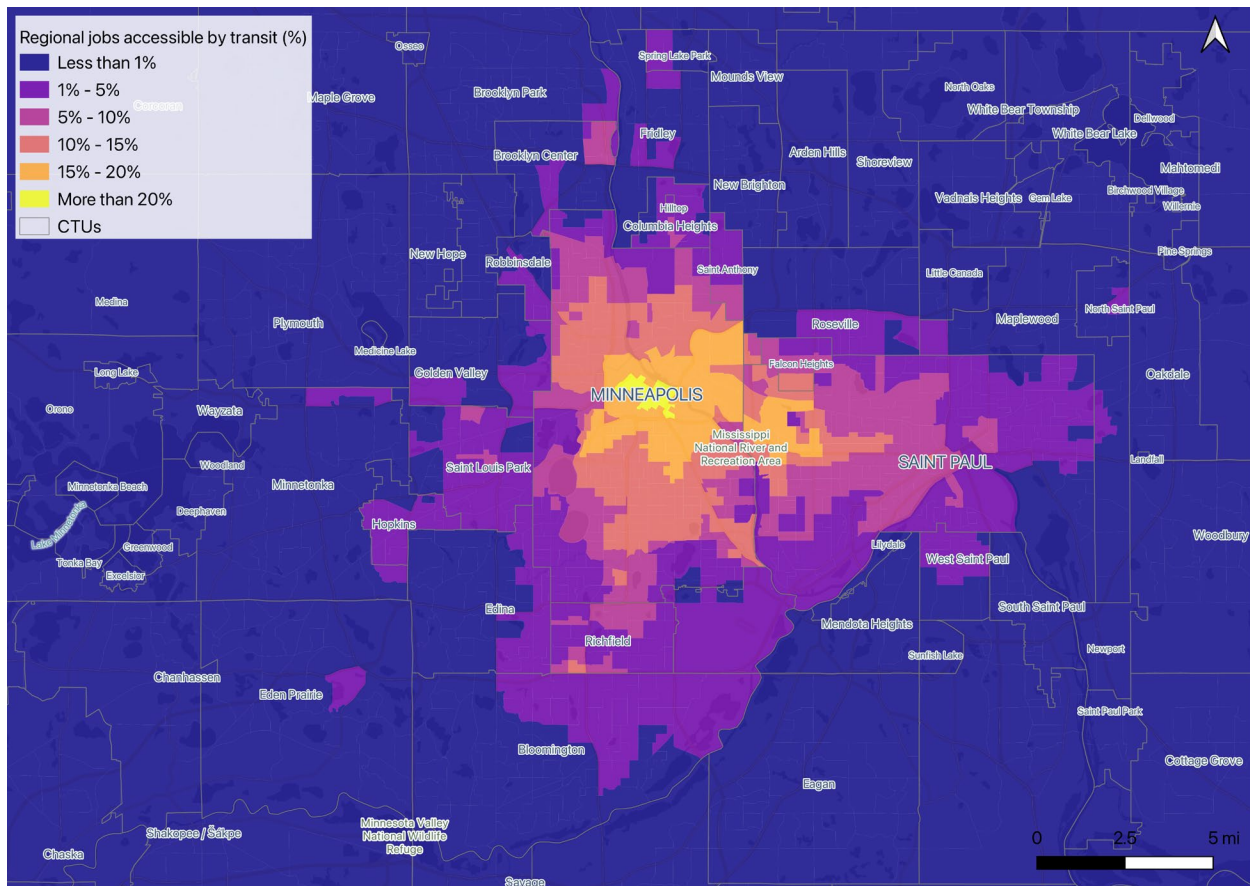 Regional jobs accessible by transit (%)
Less than 1%
1% - 5%
5% - 10%
10% - 15%
15% - 20%
More than 20%
CTUs
Corcoran
Osseo
Maple Grove
Brooklyn Park
Spring Lake Park
Mounds View
North Oaks
White Bear Township
Dellwood
White Bear Lake
Fridley
Brooklyn Center
Arden Hills
Shoreview
Mahtomedi
New Brighton
Vadnais Heights
Gem Lake
Birchwood Village
Willernie
Hilltop
Columbia Heights
New Hope
Robbinsdale
Saint Anthony
Little Canada
Pine Springs
Medina
Plymouth
Roseville
Maplewood
North Saint Paul
Medicine Lake
Long Lake
Golden Valley
Falcon Heights
Oakdale
Orono
Wayzata
MINNEAPOLIS
Mississippi
National River and
Recreation Area
Woodland
Saint Louis Park
SAINT PAUL
Landfall
Minnetonka Beach
Minnetonka
Deephaven
Hopkins
Lake Minnetonka
Greenwood
Tonka Bay
Excelsior
Lilydale
West Saint Paul
Woodbury
Edina
South Saint Paul
Mendota Heights
Richfield
Sunfish Lake
Newport
Chanhassen
Eden Prairie
Saint Paul Park
Bloomington
Cottage Grove
Eagan
Minnesota Valley
National Wildlife
Refuge
Shakopee / Šákpe
Chaska
Savage
0 2.5 5 mi